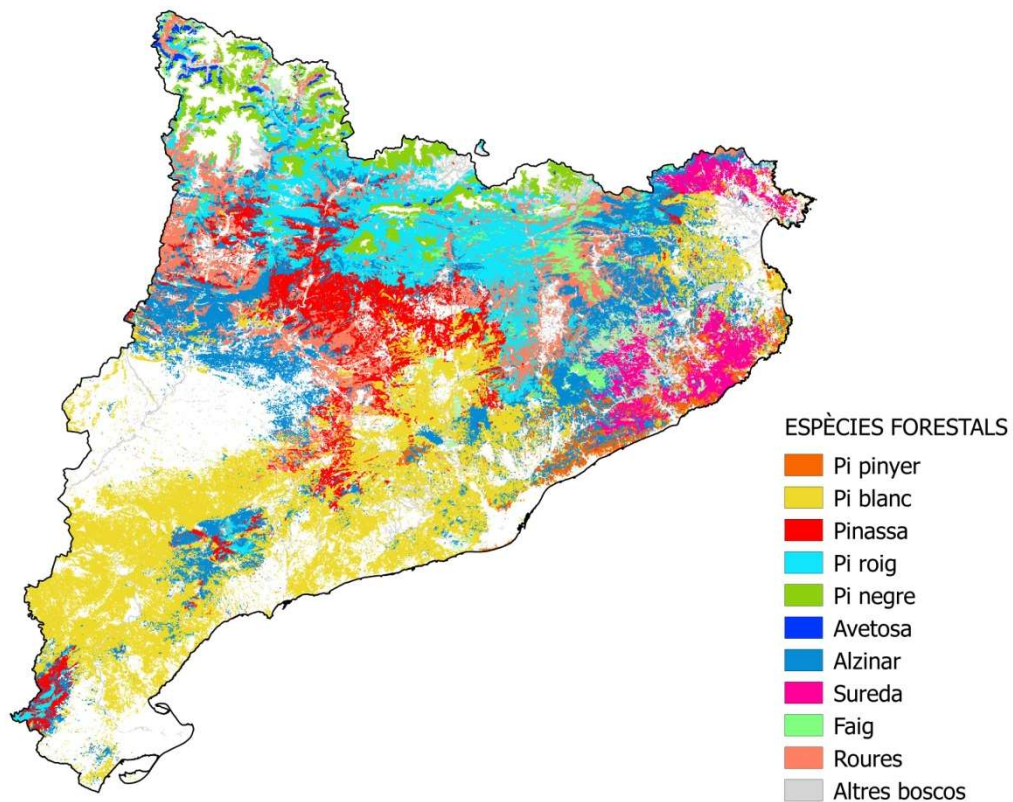 ESPÈCIES FORESTALS
Pi pinyer
Pi blanc
Pinassa
Pi roig
Pi negre
Avetosa
Alzinar
Sureda
Faig
Roures
Altres boscos